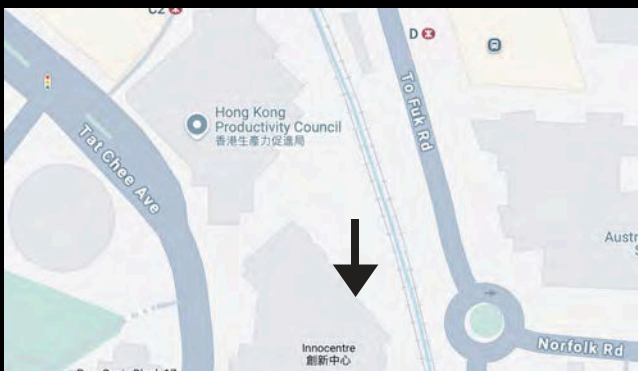 C2
D
To Fuk Rd
Hong Kong
Productivity Council
香港生產力促進局
Tat Chee Ave
Austr
Innocentre
創新中心
Norfolk Rd